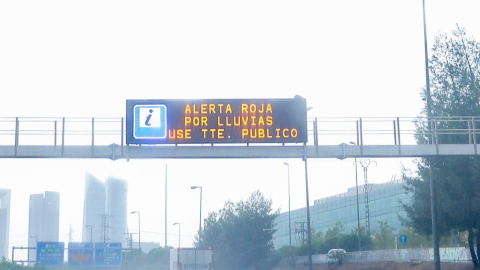 i
ALERTA ROJA
POR LLUVIAS
USE TTE. PUBLICO